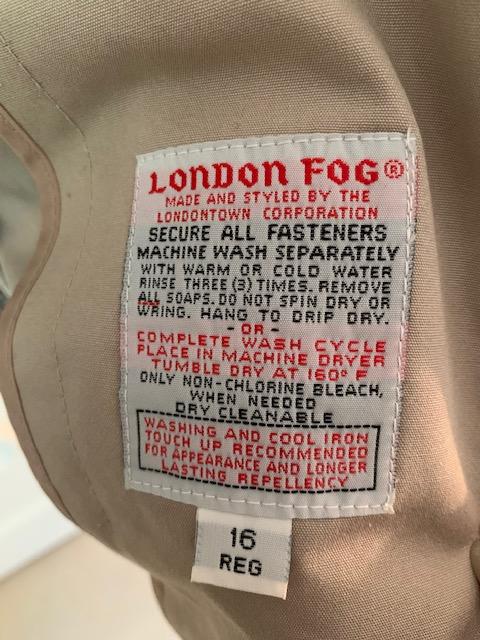 LONDON FOG®
MADE AND STYLED BY THE
LONDONTOWN CORPORATION
SECURE ALL FASTENERS
MACHINE WASH SEPARATELY
WITH WARM OR COLD WATER
RINSE THREE (3) TIMES. REMOVE
ALL SOAPS. DO NOT SPIN DRY OR
WRING. HANG TO DRIP DRY.
- OR -
COMPLETE WASH CYCLE
PLACE IN MACHINE DRYER
TUMBLE DRY AT 160° F
ONLY NON-CHLORINE BLEACH,
WHEN NEEDED
DRY CLEANABLE
WASHING AND COOL IRON
TOUCH UP RECOMMENDED
FOR APPEARANCE AND LONGER
LASTING REPELLENCY
16
REG